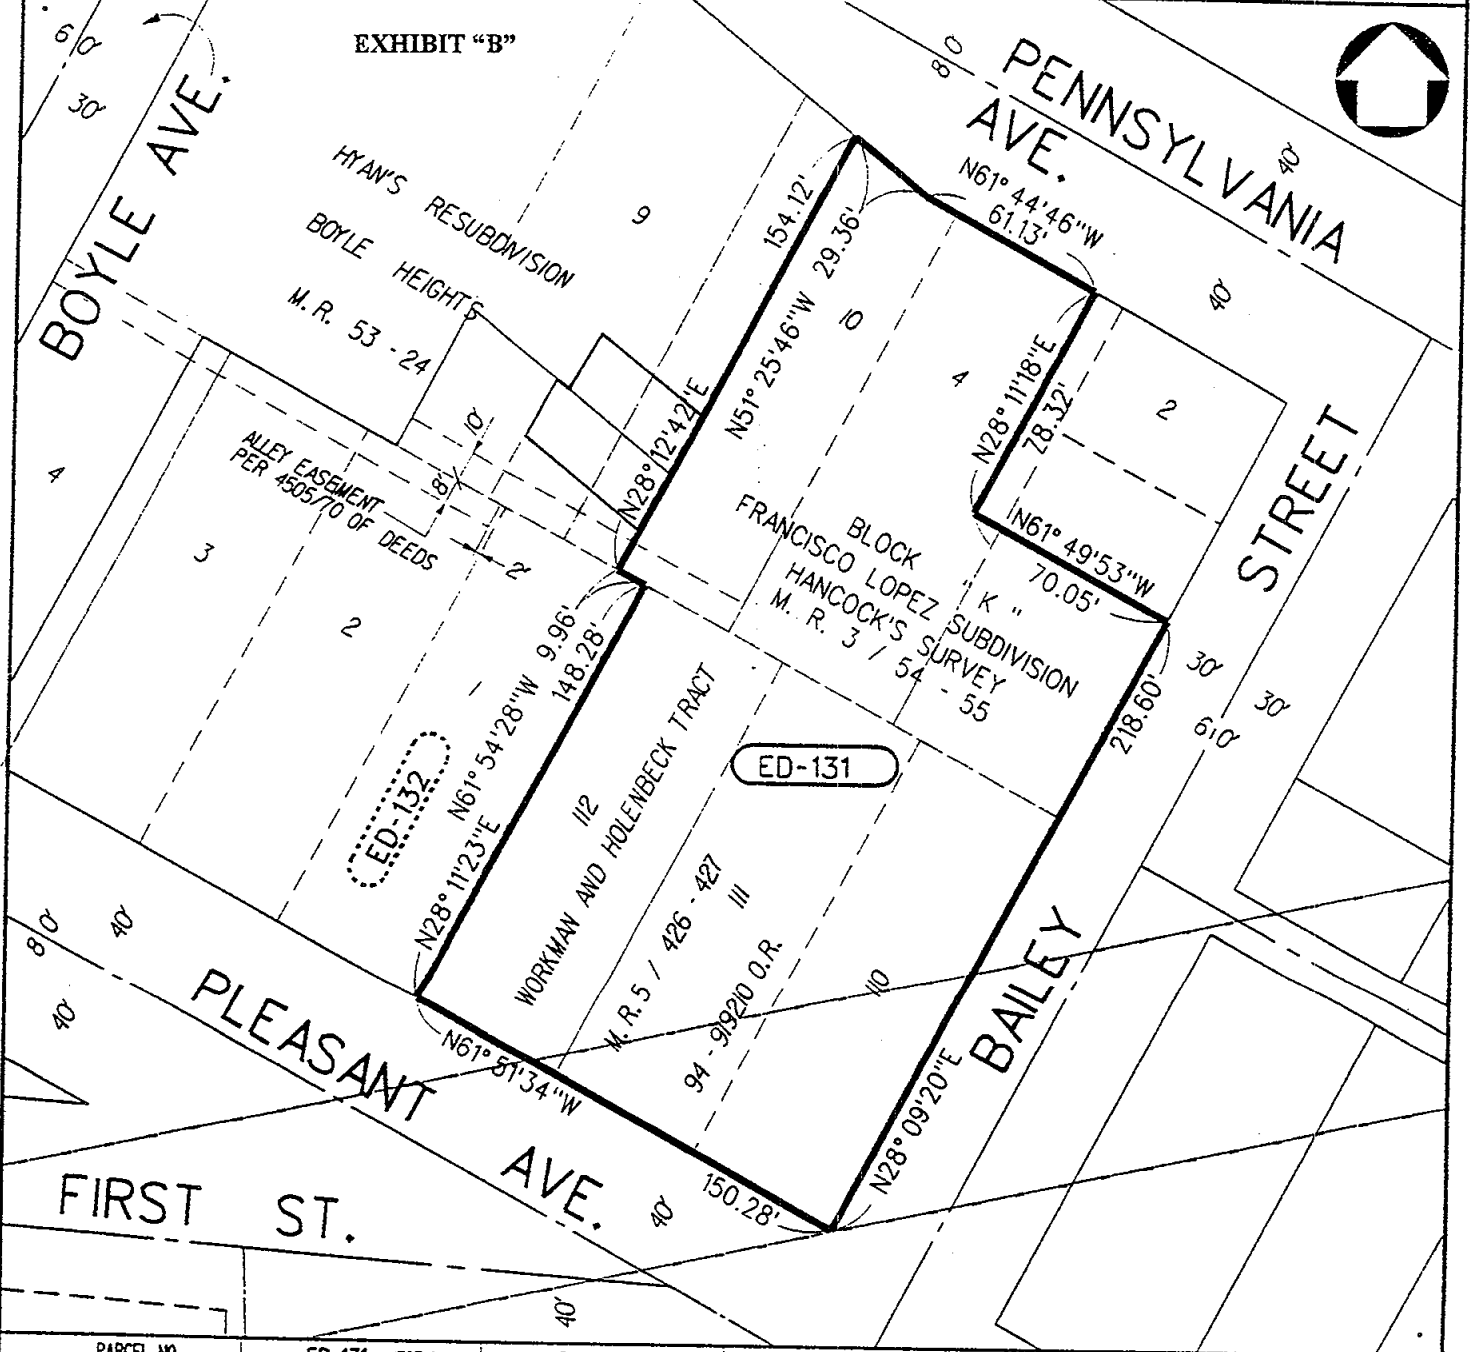 EXHIBIT “B”
60'
30'
BOYLE AVE.
HYAN'S RESUBDIVISION
BOYLE HEIGHTS
M.R. 53 - 24
9
80'
PENNSYLVANIA
AVE.
40'
N61° 44'46"W
61.13'
40'
154.12'
N51° 25'46"W 29.36'
10
4
N28° 12'42"E
N28° 11'18"E
78.32'
2
STREET
ALLEY EASEMENT
PER 4505/70 OF DEEDS
10'
8'
2'
4
3
2
1
BLOCK "K"
FRANCISCO LOPEZ SUBDIVISION
HANCOCK'S SURVEY
M. R. 3 / 54 - 55
N61° 49'53"W
70.05'
30'
30'
60'
218.60'
N61° 54'28"W 9.96'
148.28'
ED-132
ED-131
N28° 11'23"E
112
WORKMAN AND HOLENBECK TRACT
M. R. 5 / 426 - 427
111
94 - 919210 O.R.
110
BAILEY
N28° 09'20"E
80'
40'
40'
PLEASANT AVE.
N61° 51'34"W
150.28'
40'
FIRST ST.
40'
PARCEL NO.
ED-131